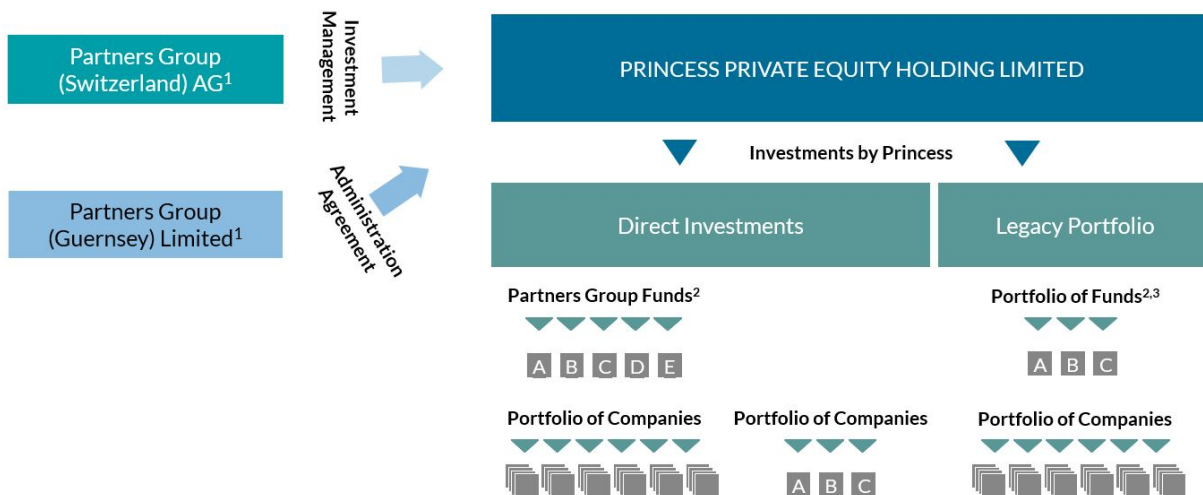 Partners Group
(Switzerland) AG¹
Investment
Management
PRINCESS PRIVATE EQUITY HOLDING LIMITED
Investments by Princess
Partners Group
(Guernsey) Limited¹
Administration
Agreement
Direct Investments
Legacy Portfolio
Partners Group Funds²
Portfolio of Funds²,³
A B C D E
A B C
Portfolio of Companies
Portfolio of Companies
Portfolio of Companies
A B C